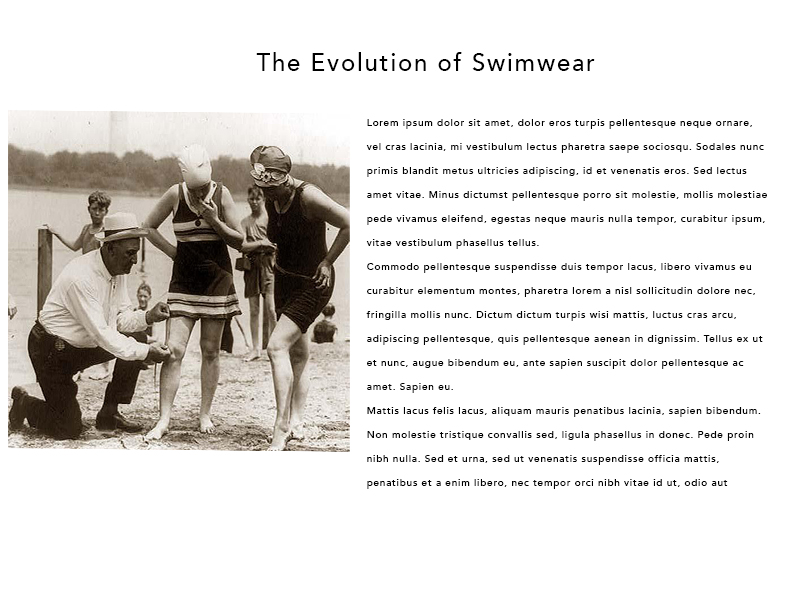 The Evolution of Swimwear
Lorem ipsum dolor sit amet, dolor eros turpis pellentesque neque ornare,
vel cras lacinia, mi vestibulum lectus pharetra saepe sociosqu. Sodales nunc
primis blandit metus ultricies adipiscing, id et venenatis eros. Sed lectus
amet vitae. Minus dictumst pellentesque porro sit molestie, mollis molestiae
pede vivamus eleifend, egestas neque mauris nulla tempor, curabitur ipsum,
vitae vestibulum phasellus tellus.
Commodo pellentesque suspendisse duis tempor lacus, libero vivamus eu
curabitur elementum montes, pharetra lorem a nisl sollicitudin dolore nec,
fringilla mollis nunc. Dictum dictum turpis wisi mattis, luctus cras arcu,
adipiscing pellentesque, quis pellentesque aenean in dignissim. Tellus ex ut
et nunc, augue bibendum eu, ante sapien suscipit dolor pellentesque ac
amet. Sapien eu.
Mattis lacus felis lacus, aliquam mauris penatibus lacinia, sapien bibendum.
Non molestie tristique convallis sed, ligula phasellus in donec. Pede proin
nibh nulla. Sed et urna, sed ut venenatis suspendisse officia mattis,
penatibus et a enim libero, nec tempor orci nibh vitae id ut, odio aut